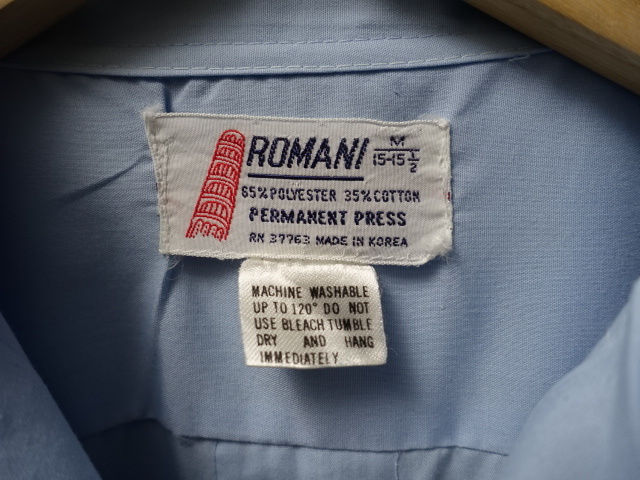 ROMANI
M
15-15 1/2
65% POLYESTER 35% COTTON
PERMANENT PRESS
RN 37763 MADE IN KOREA
MACHINE WASHABLE
UP TO 120° DO NOT
USE BLEACH TUMBLE
DRY AND HANG
IMMEDIATELY